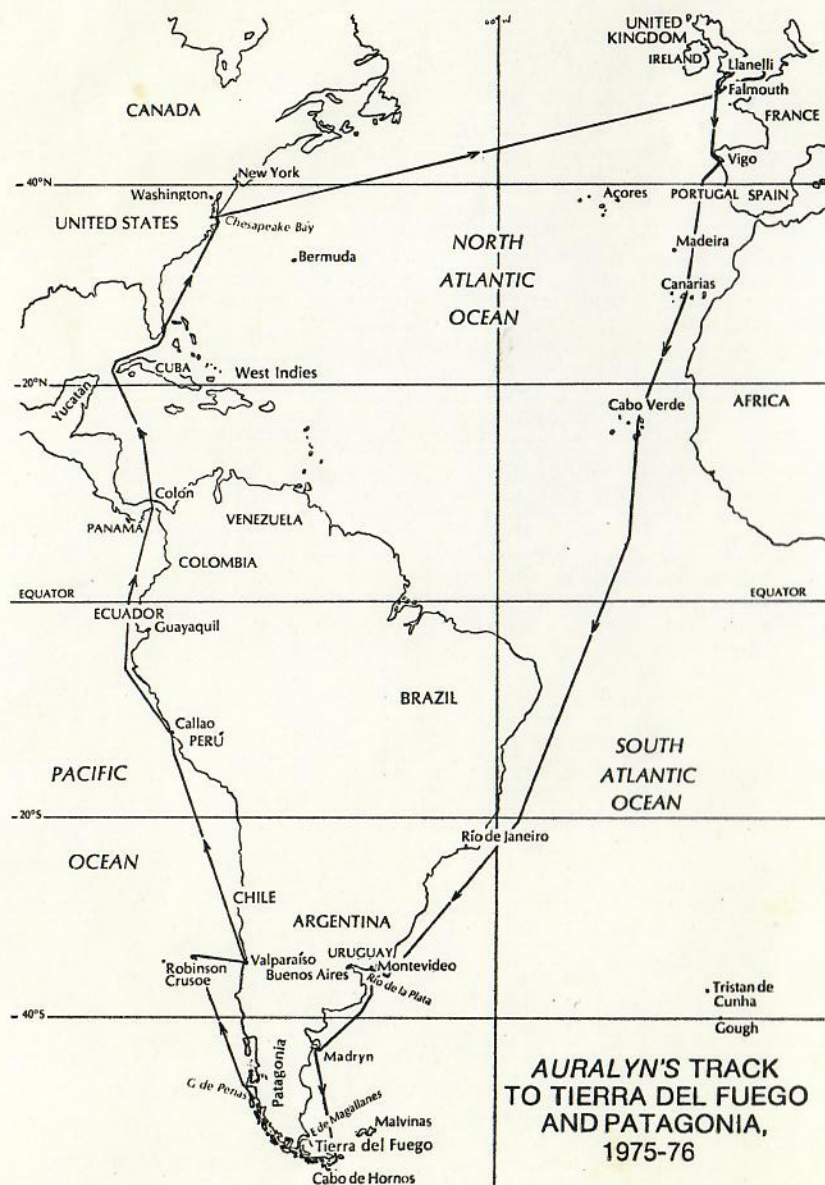 UNITED
KINGDOM
IRELAND
Llanelli
Falmouth
CANADA
FRANCE
Vigo
New York
40°N
Washington
Açores
PORTUGAL SPAIN
UNITED STATES
Chesapeake Bay
NORTH
ATLANTIC
OCEAN
Madeira
Bermuda
Canarias
CUBA
West Indies
20°N
Yucatan
Cabo Verde
AFRICA
Colón
PANAMÁ
VENEZUELA
COLOMBIA
EQUATOR
EQUATOR
ECUADOR
Guayaquil
BRAZIL
Callao
PERÚ
PACIFIC
OCEAN
SOUTH
ATLANTIC
OCEAN
20°S
Río de Janeiro
CHILE
ARGENTINA
Robinson
Crusoe
Valparaíso
URUGUAY
Buenos Aires
Montevideo
Río de la Plata
Tristan de
Cunha
40°S
Gough
Madryn
Patagonia
G. de Penas
E de Magallanes
Malvinas
Tierra del Fuego
Cabo de Hornos
AURALYN'S TRACK
TO TIERRA DEL FUEGO
AND PATAGONIA,
1975-76